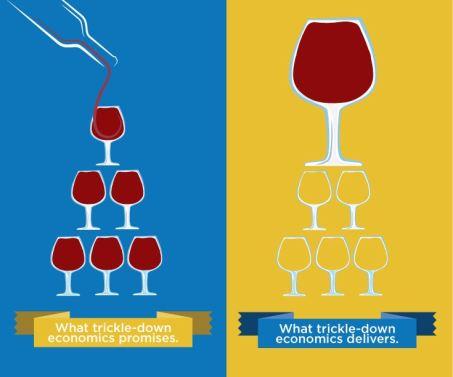 What trickle-down
economics promises.
What trickle-down
economics delivers.